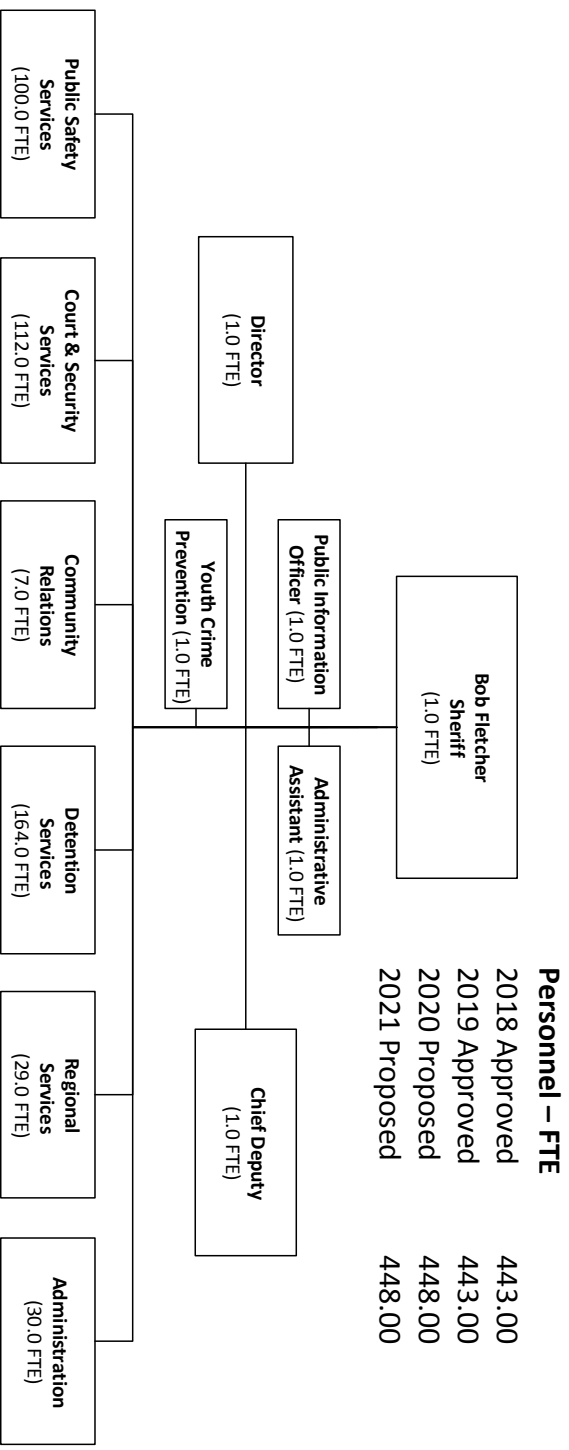 Personnel – FTE
2018 Approved 443.00
2019 Approved 443.00
2020 Proposed 448.00
2021 Proposed 448.00
Bob Fletcher
Sheriff
(1.0 FTE)
Public Information
Officer (1.0 FTE)
Administrative
Assistant (1.0 FTE)
Director
(1.0 FTE)
Chief Deputy
(1.0 FTE)
Youth Crime
Prevention (1.0 FTE)
Public Safety
Services
(100.0 FTE)
Court & Security
Services
(112.0 FTE)
Community
Relations
(7.0 FTE)
Detention
Services
(164.0 FTE)
Regional
Services
(29.0 FTE)
Administration
(30.0 FTE)